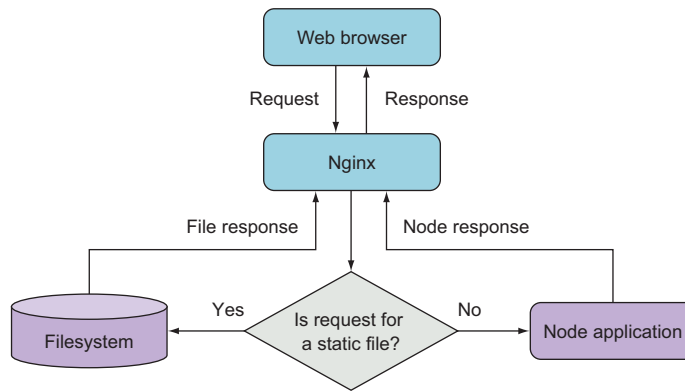 Web browser
Request
Response
Nginx
File response
Node response
Yes
Is request for
a static file?
No
Filesystem
Node application